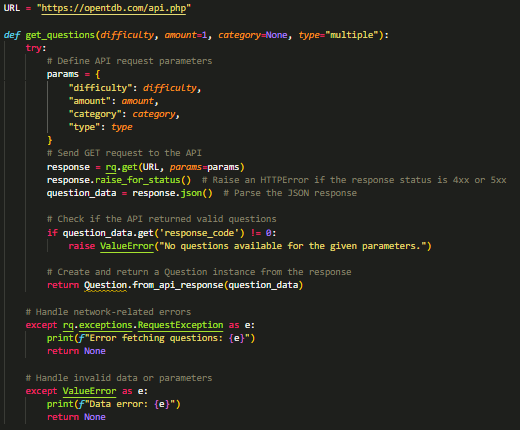 URL = "https://opentdb.com/api.php"
def get_questions(difficulty, amount=1, category=None, type="multiple"):
    try:
        # Define API request parameters
        params = {
            "difficulty": difficulty,
            "amount": amount,
            "category": category,
            "type": type
        }
        # Send GET request to the API
        response = rq.get(URL, params=params)
        response.raise_for_status()  # Raise an HTTPError if the response status is 4xx or 5xx
        question_data = response.json()  # Parse the JSON response
        # Check if the API returned valid questions
        if question_data.get('response_code') != 0:
            raise ValueError("No questions available for the given parameters.")
        # Create and return a Question instance from the response
        return Question.from_api_response(question_data)
    # Handle network-related errors
    except rq.exceptions.RequestException as e:
        print(f"Error fetching questions: {e}")
        return None
    # Handle invalid data or parameters
    except ValueError as e:
        print(f"Data error: {e}")
        return None